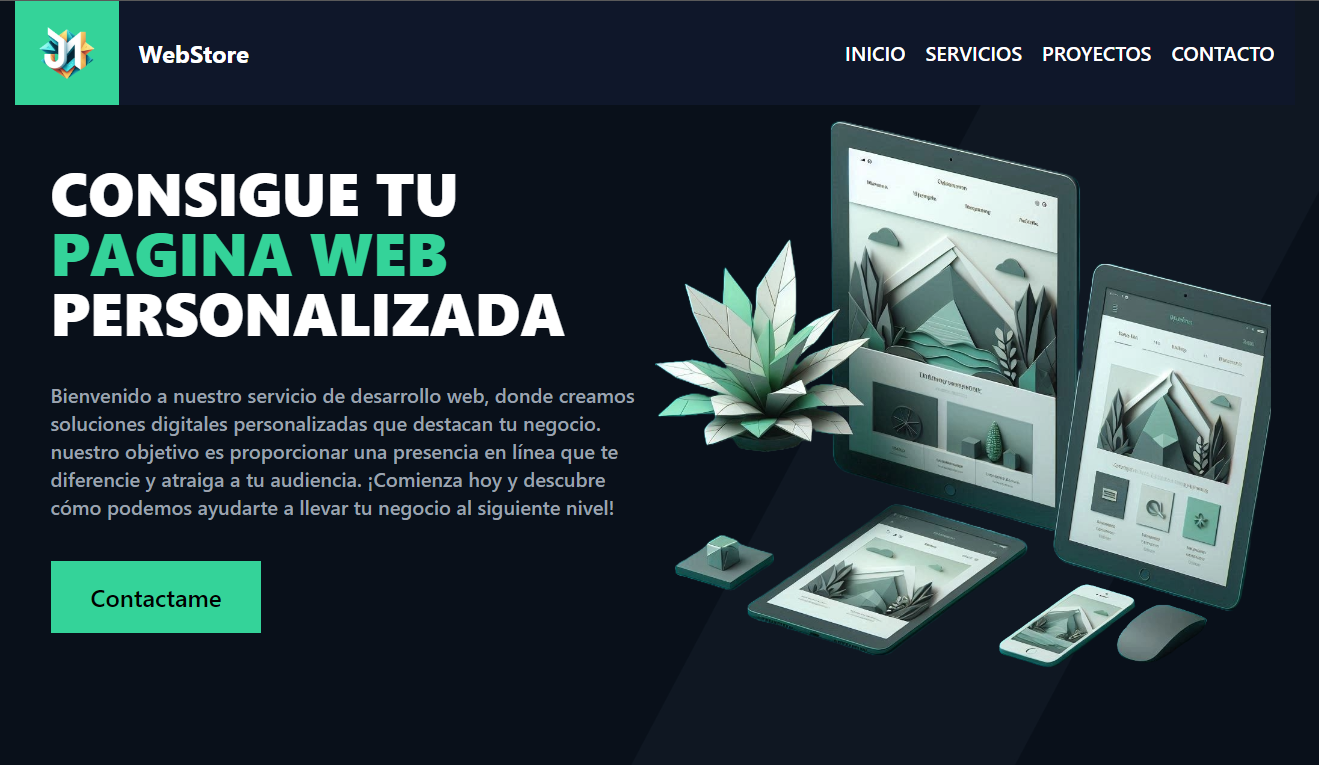 WebStore
INICIO SERVICIOS PROYECTOS CONTACTO
CONSIGUE TU
PAGINA WEB
PERSONALIZADA
Bienvenido a nuestro servicio de desarrollo web, donde creamos
soluciones digitales personalizadas que destacan tu negocio.
nuestro objetivo es proporcionar una presencia en línea que te
diferencie y atraiga a tu audiencia. ¡Comienza hoy y descubre
cómo podemos ayudarte a llevar tu negocio al siguiente nivel!
Contactame